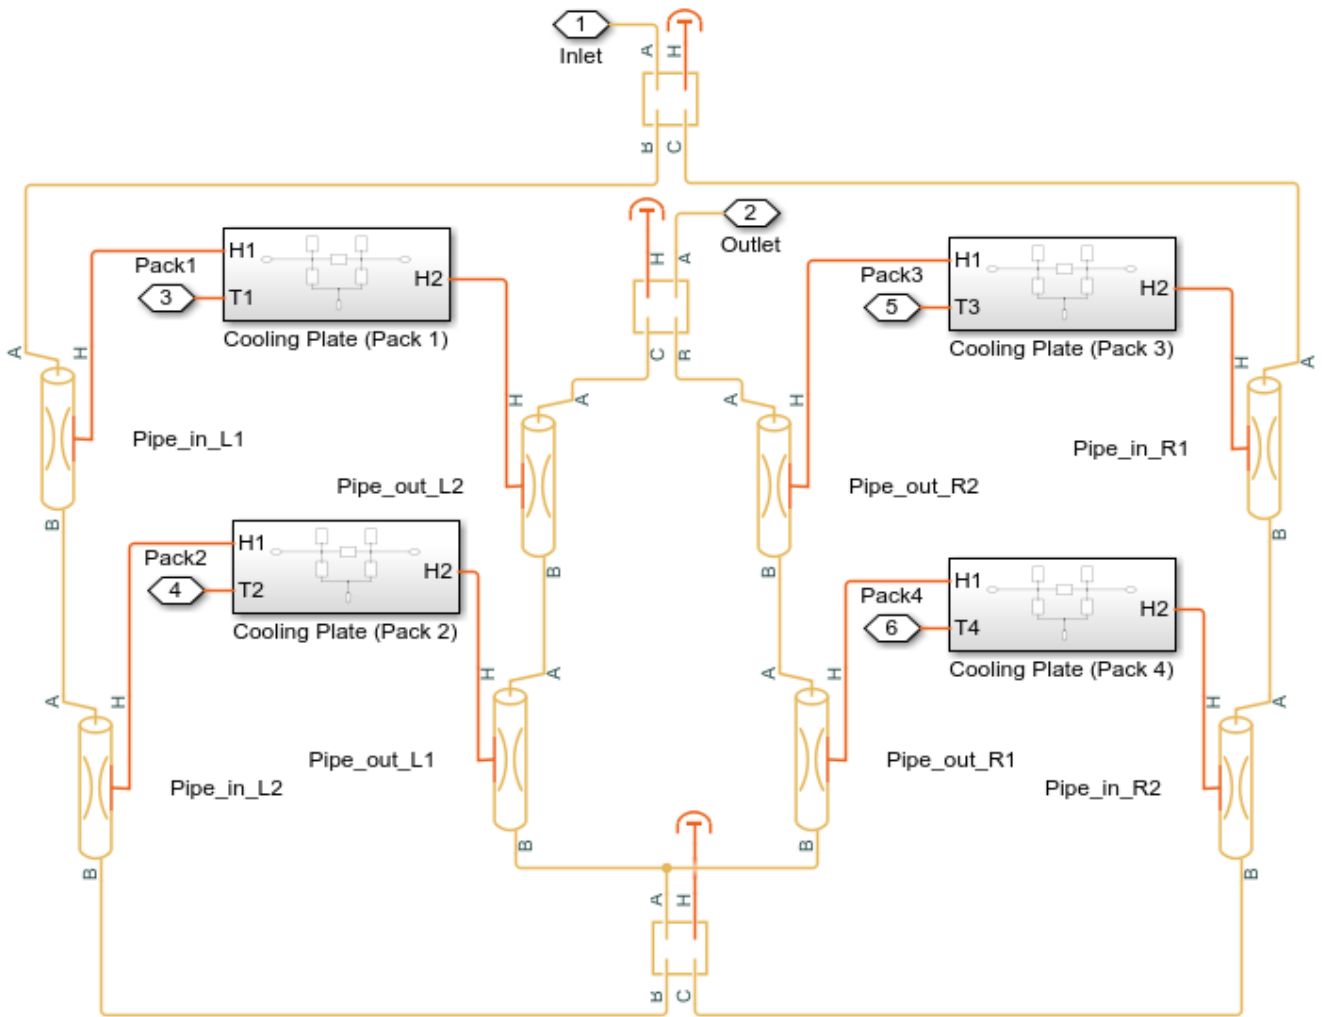 1
Inlet
A
H
B
C
2
Outlet
H
A
C
B
Pack1
3
H1
T1
H2
Cooling Plate (Pack 1)
Pack3
5
H1
T3
H2
Cooling Plate (Pack 3)
A
H
Pipe_in_L1
B
H
A
Pipe_out_L2
B
A
H
Pipe_out_R2
B
H
A
Pipe_in_R1
B
Pack2
4
H1
T2
H2
Cooling Plate (Pack 2)
Pack4
6
H1
T4
H2
Cooling Plate (Pack 4)
A
H
Pipe_in_L2
B
H
A
Pipe_out_L1
B
A
H
Pipe_out_R1
B
H
A
Pipe_in_R2
B
A
H
B
C